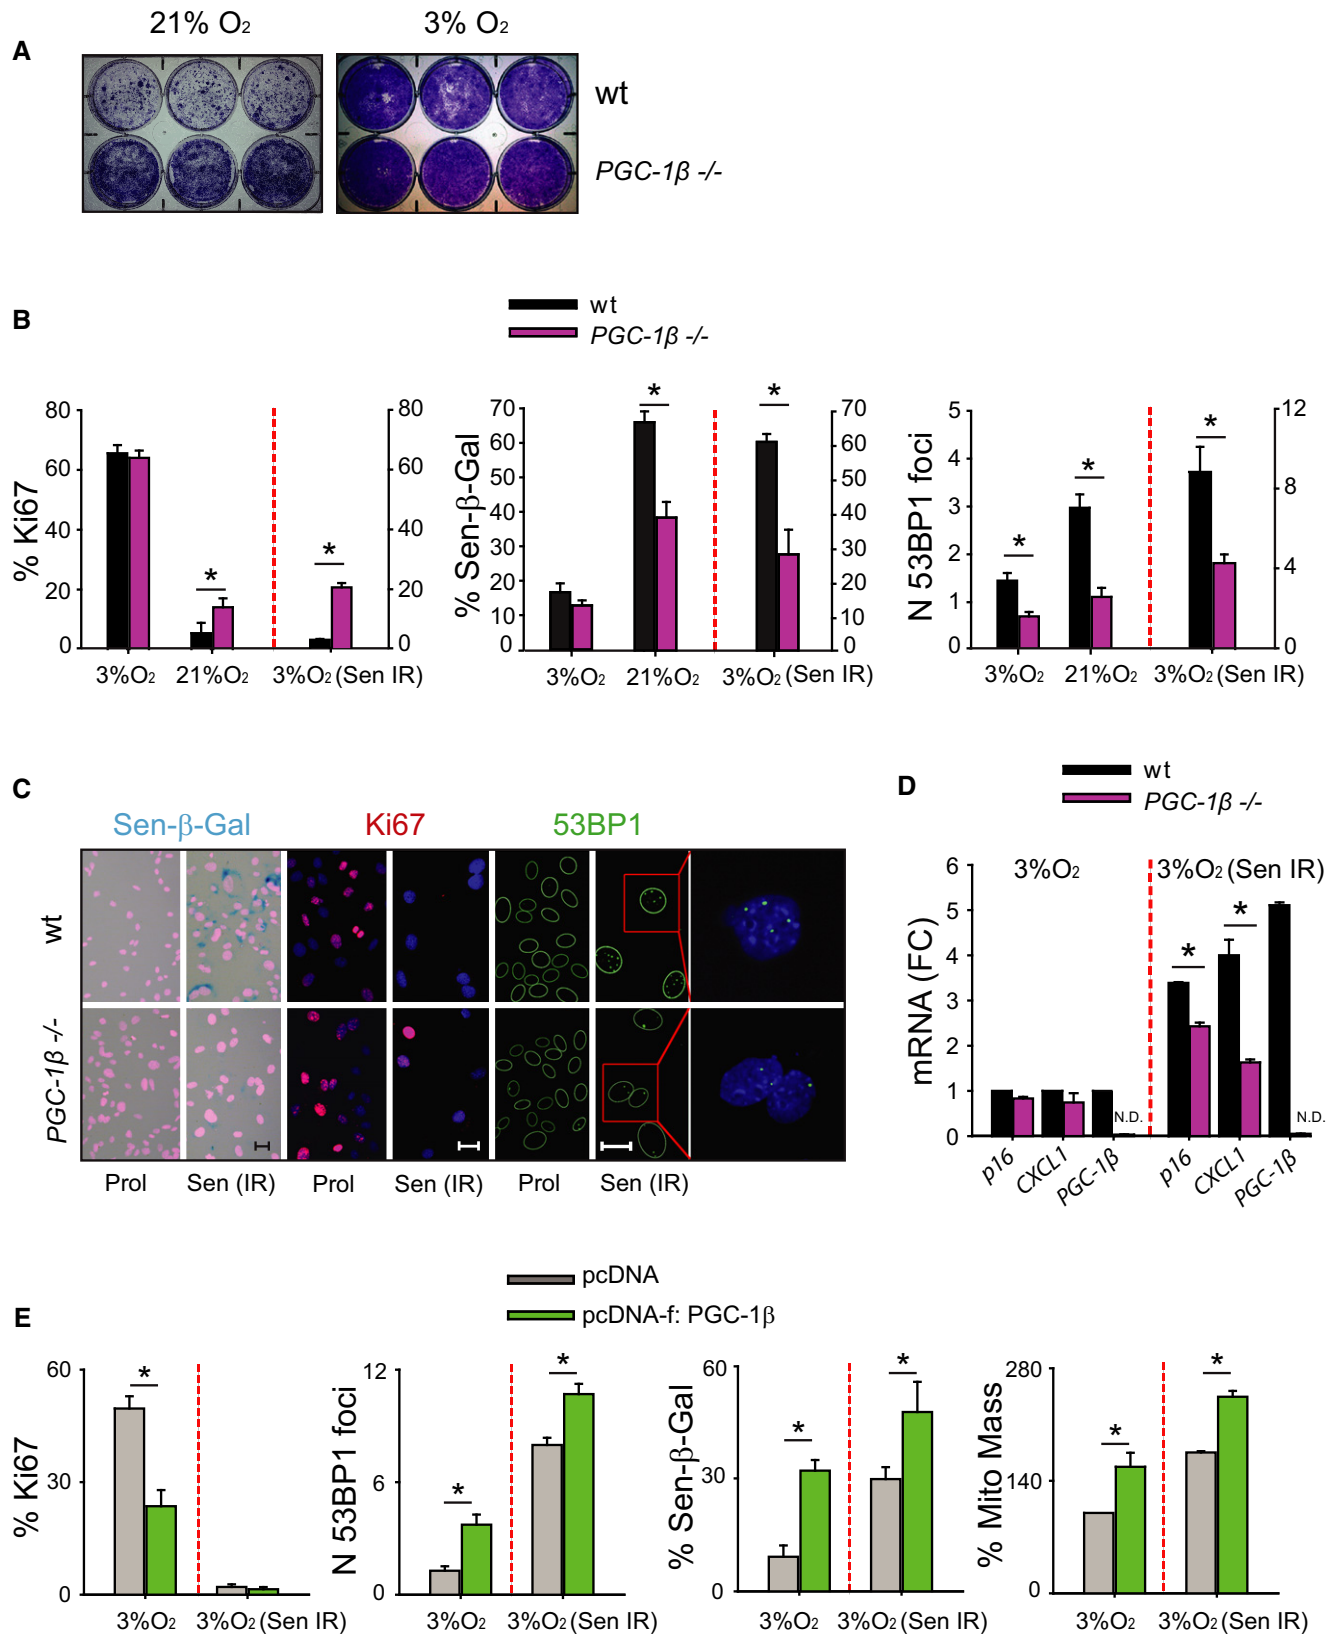 A
21% O2
3% O2
wt
PGC-1β -/-
B
wt
PGC-1β -/-
% Ki67
80
60
40
20
0
80
60
40
20
0
3%O2
21%O2
3%O2 (Sen IR)
*
*
% Sen-β-Gal
70
60
50
40
30
20
10
0
70
60
50
40
30
20
10
0
3%O2
21%O2
3%O2 (Sen IR)
*
*
N 53BP1 foci
5
4
3
2
1
0
12
8
4
0
3%O2
21%O2
3%O2 (Sen IR)
*
*
*
C
Sen-β-Gal
Ki67
53BP1
wt
PGC-1β -/-
Prol
Sen (IR)
Prol
Sen (IR)
Prol
Sen (IR)
D
wt
PGC-1β -/-
3%O2
3%O2 (Sen IR)
mRNA (FC)
6
5
4
3
2
1
0
*
*
N.D.
N.D.
p16
CXCL1
PGC-1β
p16
CXCL1
PGC-1β
E
pcDNA
pcDNA-f: PGC-1β
% Ki67
60
30
0
*
3%O2
3%O2 (Sen IR)
N 53BP1 foci
12
6
0
*
*
3%O2
3%O2 (Sen IR)
% Sen-β-Gal
60
30
0
*
*
3%O2
3%O2 (Sen IR)
% Mito Mass
280
140
0
*
*
3%O2
3%O2 (Sen IR)